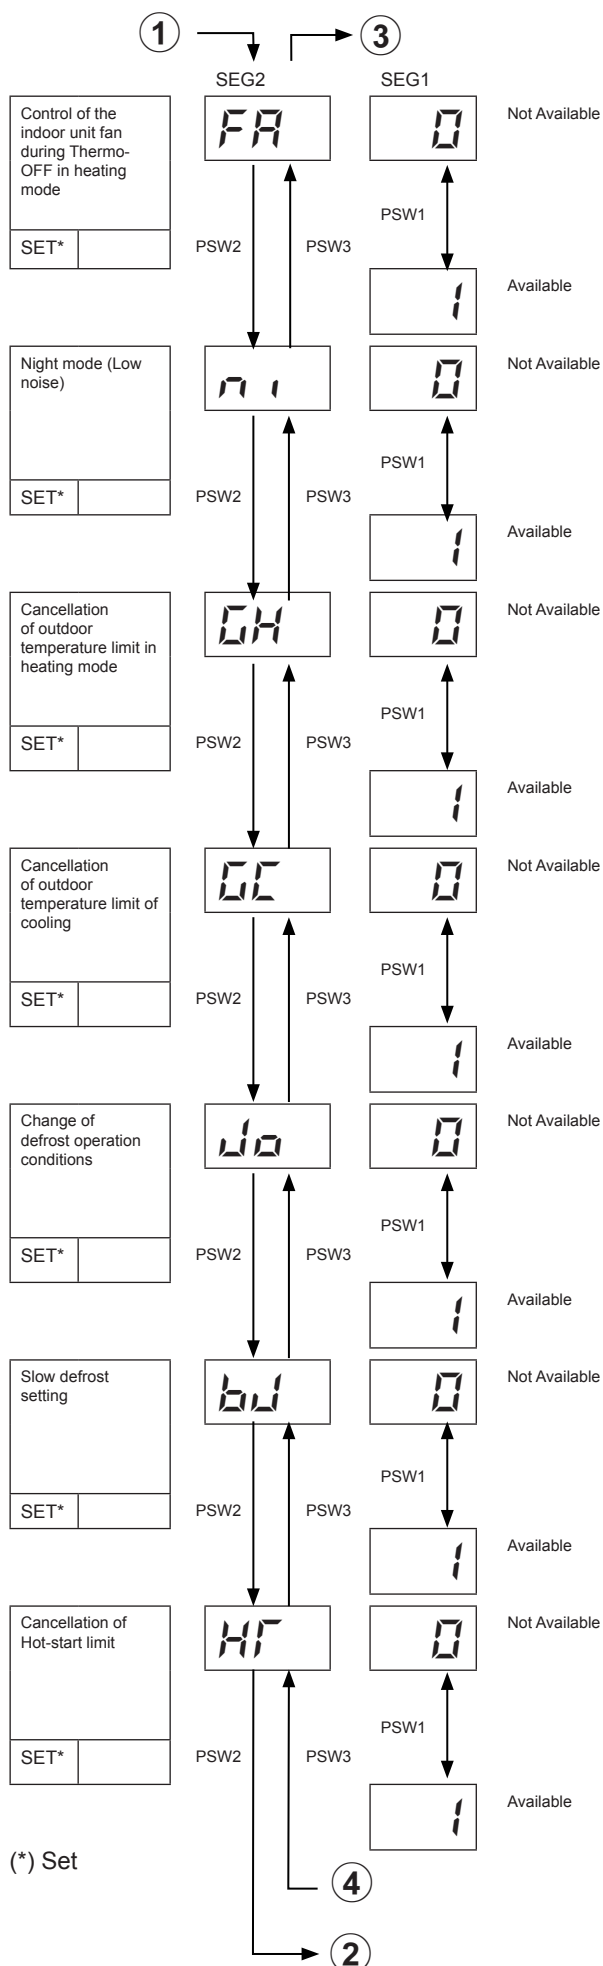 1
3
SEG2
SEG1
Control of the
indoor unit fan
during Thermo-
OFF in heating
mode
SET*
FA
0
Not Available
PSW2
PSW3
PSW1
1
Available
Night mode (Low
noise)
SET*
ni
0
Not Available
PSW2
PSW3
PSW1
1
Available
Cancellation
of outdoor
temperature limit in
heating mode
SET*
GH
0
Not Available
PSW2
PSW3
PSW1
1
Available
Cancellation
of outdoor
temperature limit of
cooling
SET*
GC
0
Not Available
PSW2
PSW3
PSW1
1
Available
Change of
defrost operation
conditions
SET*
Jo
0
Not Available
PSW2
PSW3
PSW1
1
Available
Slow defrost
setting
SET*
bJ
0
Not Available
PSW2
PSW3
PSW1
1
Available
Cancellation of
Hot-start limit
SET*
HT
0
Not Available
PSW2
PSW3
PSW1
1
Available
(*) Set
4
2